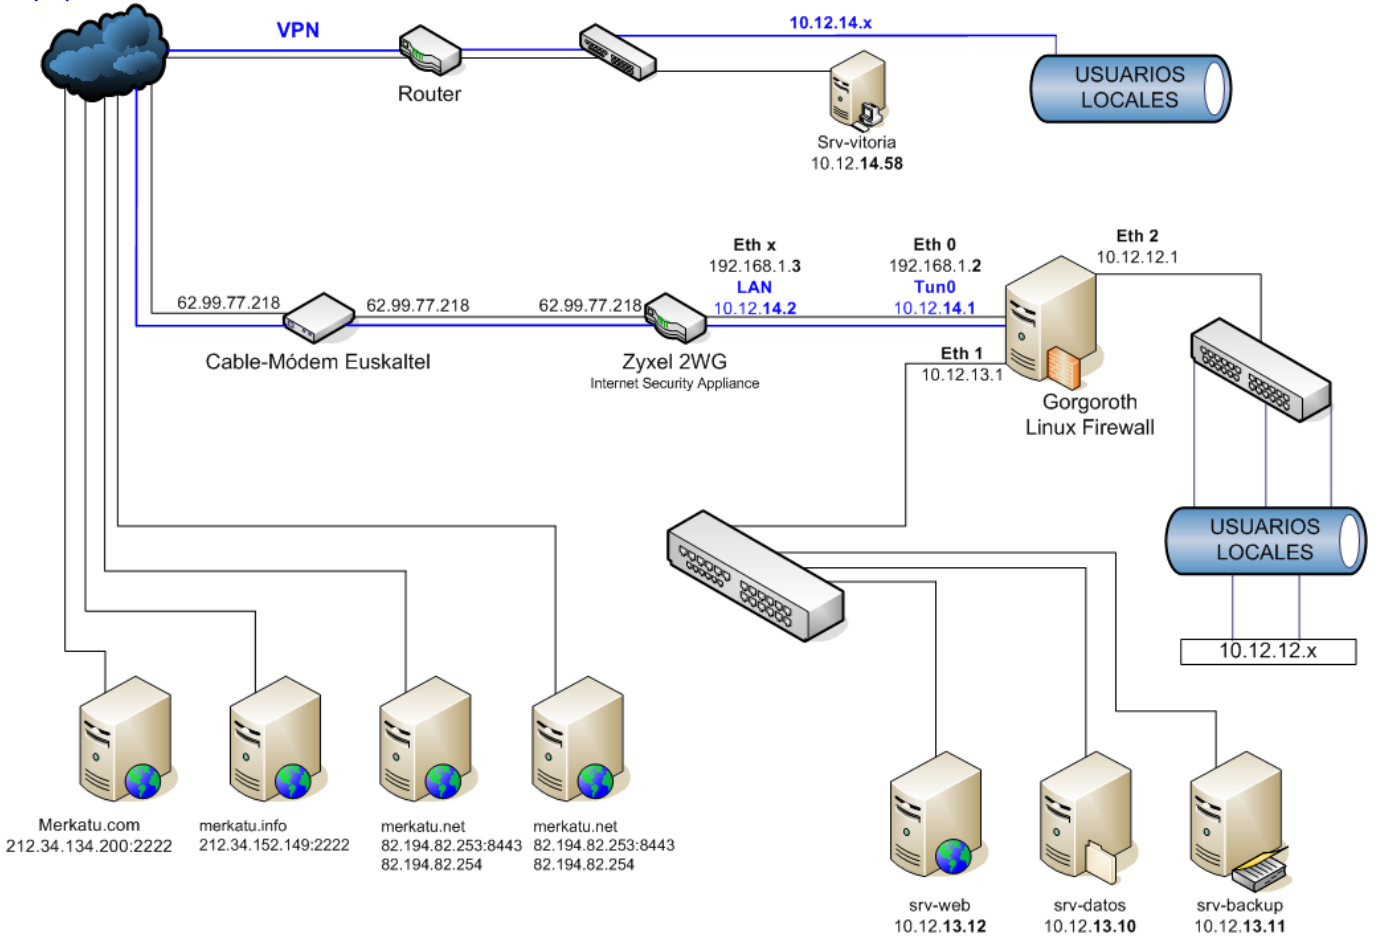 VPN
10.12.14.x
Router
USUARIOS
LOCALES
Srv-vitoria
10.12.14.58
Eth x
192.168.1.3
LAN
10.12.14.2
Eth 0
192.168.1.2
Tun0
10.12.14.1
Eth 2
10.12.12.1
62.99.77.218
62.99.77.218
62.99.77.218
Cable-Módem Euskaltel
Zyxel 2WG
Internet Security Appliance
Eth 1
10.12.13.1
Gorgoroth
Linux Firewall
USUARIOS
LOCALES
10.12.12.x
Merkatu.com
212.34.134.200:2222
merkatu.info
212.34.152.149:2222
merkatu.net
82.194.82.253:8443
82.194.82.254
merkatu.net
82.194.82.253:8443
82.194.82.254
srv-web
10.12.13.12
srv-datos
10.12.13.10
srv-backup
10.12.13.11